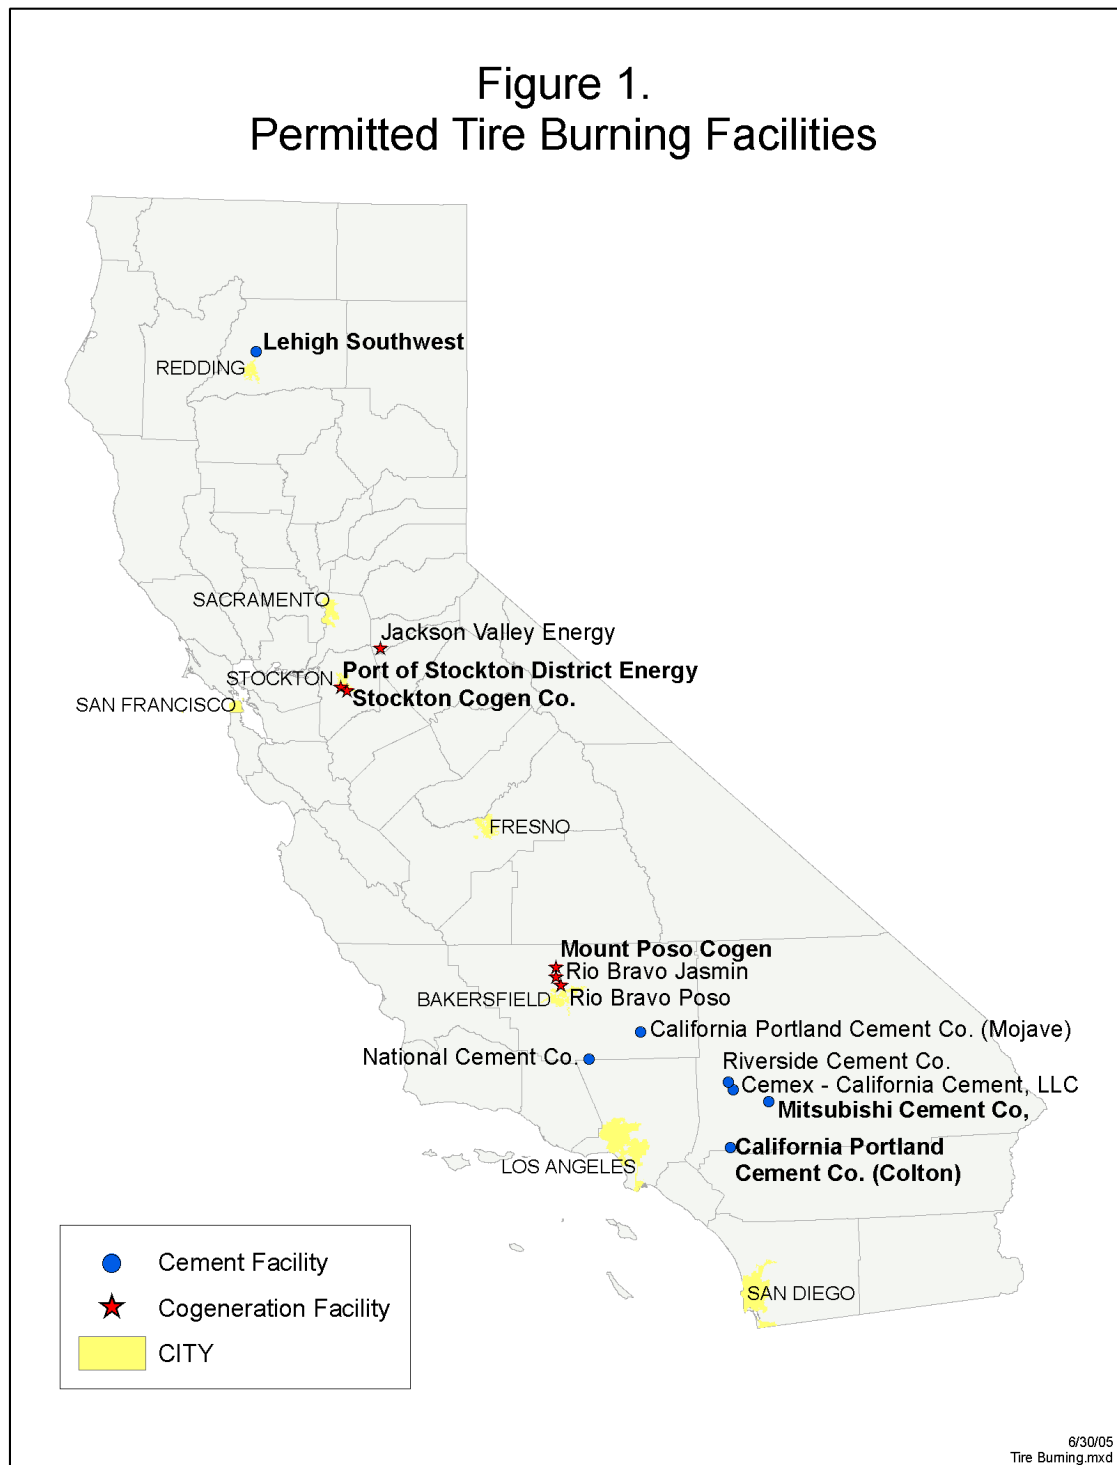 Figure 1.
Permitted Tire Burning Facilities
Lehigh Southwest
REDDING
SACRAMENTO
Jackson Valley Energy
STOCKTON
Port of Stockton District Energy
Stockton Cogen Co.
SAN FRANCISCO
FRESNO
Mount Poso Cogen
Rio Bravo Jasmin
BAKERSFIELD
Rio Bravo Poso
California Portland Cement Co. (Mojave)
National Cement Co.
Riverside Cement Co.
Cemex - California Cement, LLC
Mitsubishi Cement Co,
California Portland
Cement Co. (Colton)
LOS ANGELES
SAN DIEGO
Cement Facility
Cogeneration Facility
CITY
6/30/05
Tire Burning.mxd